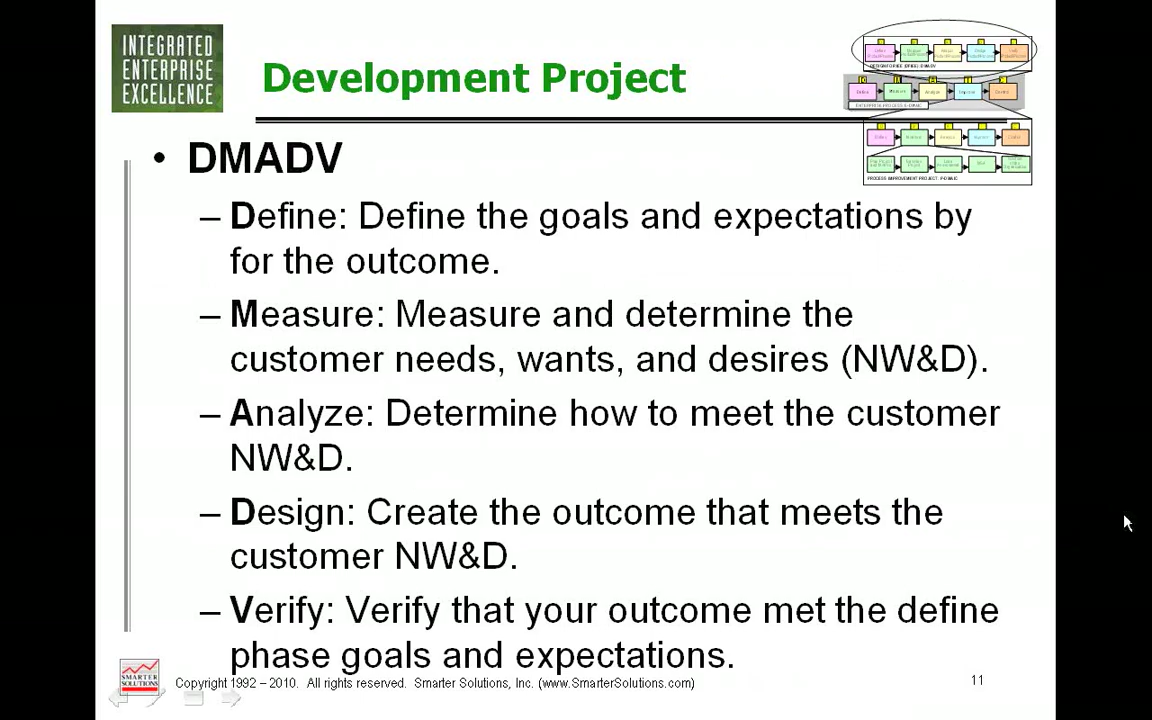 INTEGRATED
ENTERPRISE
EXCELLENCE
Development Project
• DMADV
– Define: Define the goals and expectations by
for the outcome.
– Measure: Measure and determine the
customer needs, wants, and desires (NW&D).
– Analyze: Determine how to meet the customer
NW&D.
– Design: Create the outcome that meets the
customer NW&D.
– Verify: Verify that your outcome met the define
phase goals and expectations.
SMARTER
SOLUTIONS
Copyright 1992 – 2010. All rights reserved. Smarter Solutions, Inc. (www.SmarterSolutions.com)
11